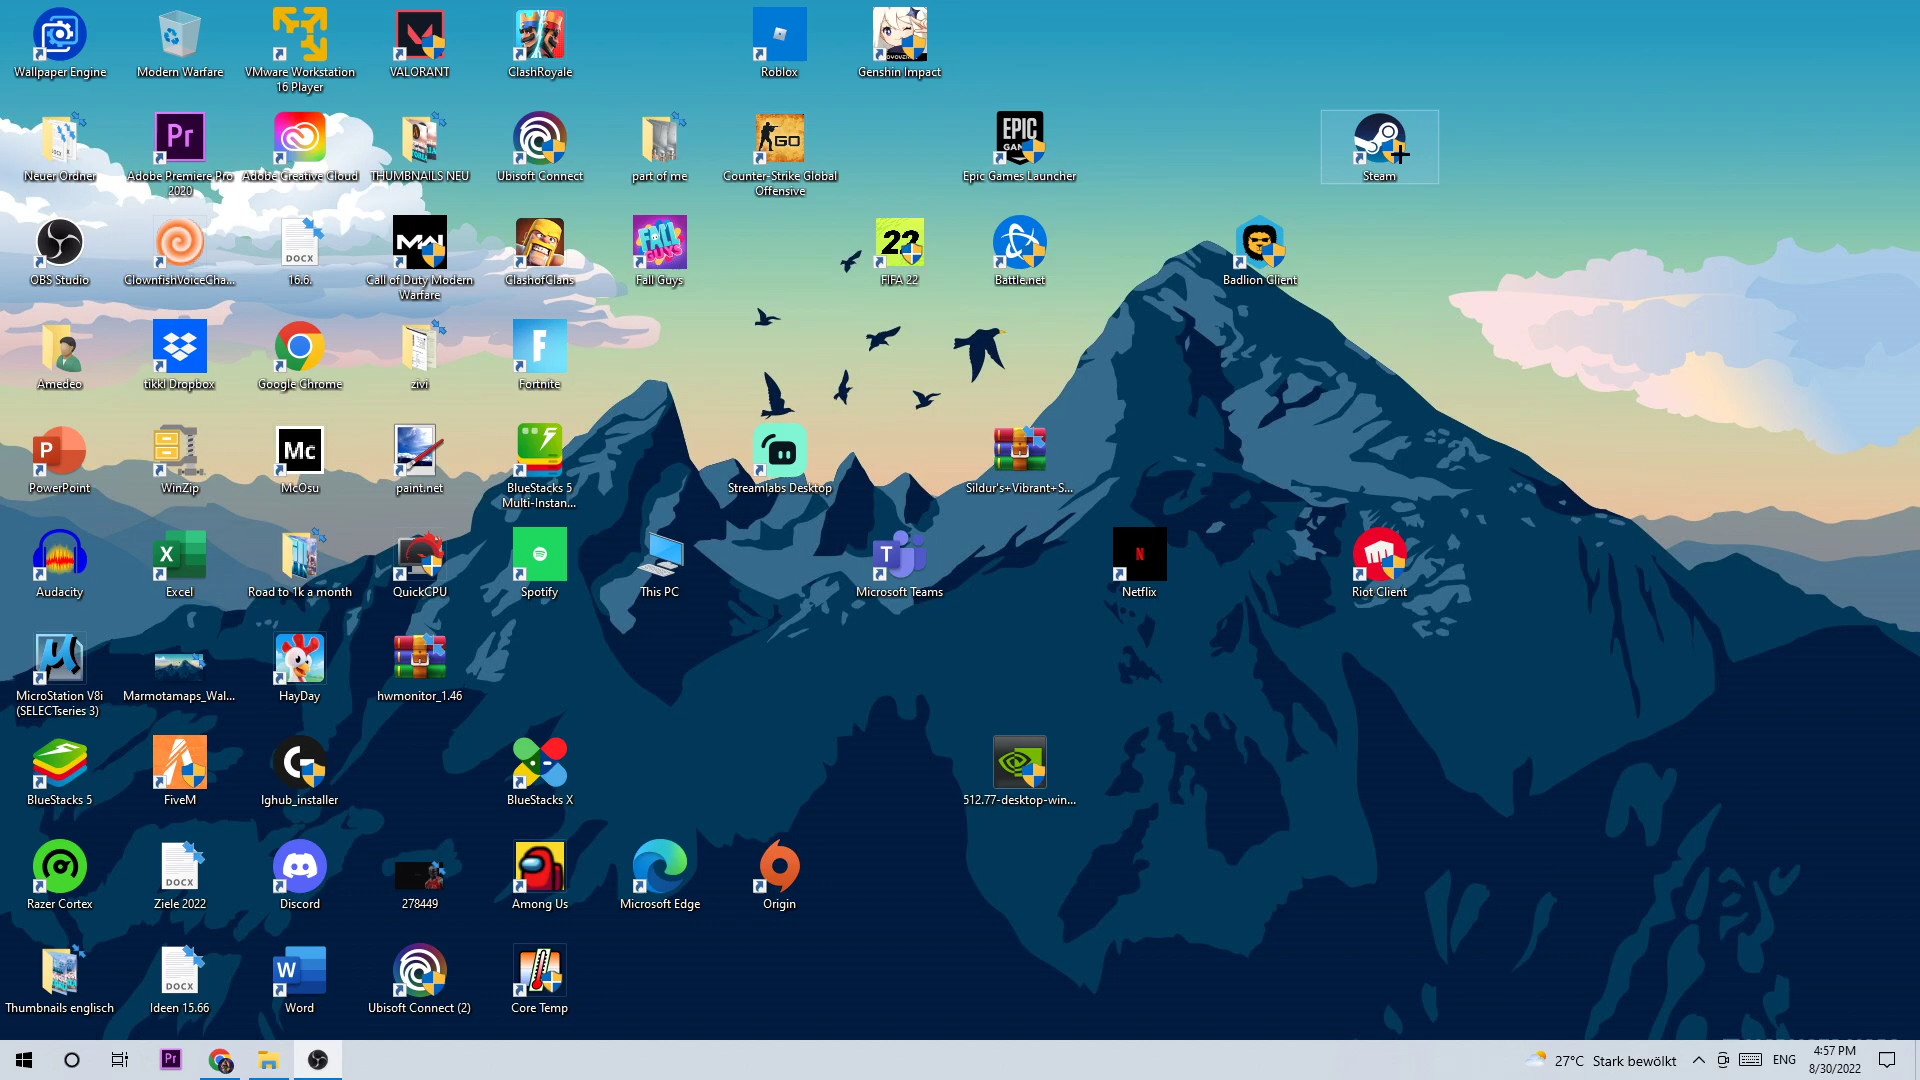 Wallpaper Engine
Modern Warfare
VMware Workstation
16 Player
VALORANT
ClashRoyale
Roblox
Genshin Impact
Neuer Ordner
Adobe Premiere Pro
2020
Adobe Creative Cloud
THUMBNAILS NEU
Ubisoft Connect
part of me
Counter-Strike Global
Offensive
Epic Games Launcher
Steam
OBS Studio
ClownfishVoiceCha...
16.6.
Call of Duty Modern
Warfare
ClashofClans
Fall Guys
FIFA 22
Battle.net
Badlion Client
Amedeo
tikkl Dropbox
Google Chrome
zivi
Fortnite
PowerPoint
WinZip
McOsu
paint.net
BlueStacks 5
Multi-Instan...
Streamlabs Desktop
Sildur's+Vibrant+S...
Audacity
Excel
Road to 1k a month
QuickCPU
Spotify
This PC
Microsoft Teams
Netflix
Riot Client
MicroStation V8i
(SELECTseries 3)
Marmotamaps_Wal...
HayDay
hwmonitor_1.46
BlueStacks 5
FiveM
lghub_installer
BlueStacks X
512.77-desktop-win...
Razer Cortex
Ziele 2022
Discord
278449
Among Us
Microsoft Edge
Origin
Thumbnails englisch
Ideen 15.66
Word
Ubisoft Connect (2)
Core Temp
27°C Stark bewölkt
ENG
4:57 PM
8/30/2022